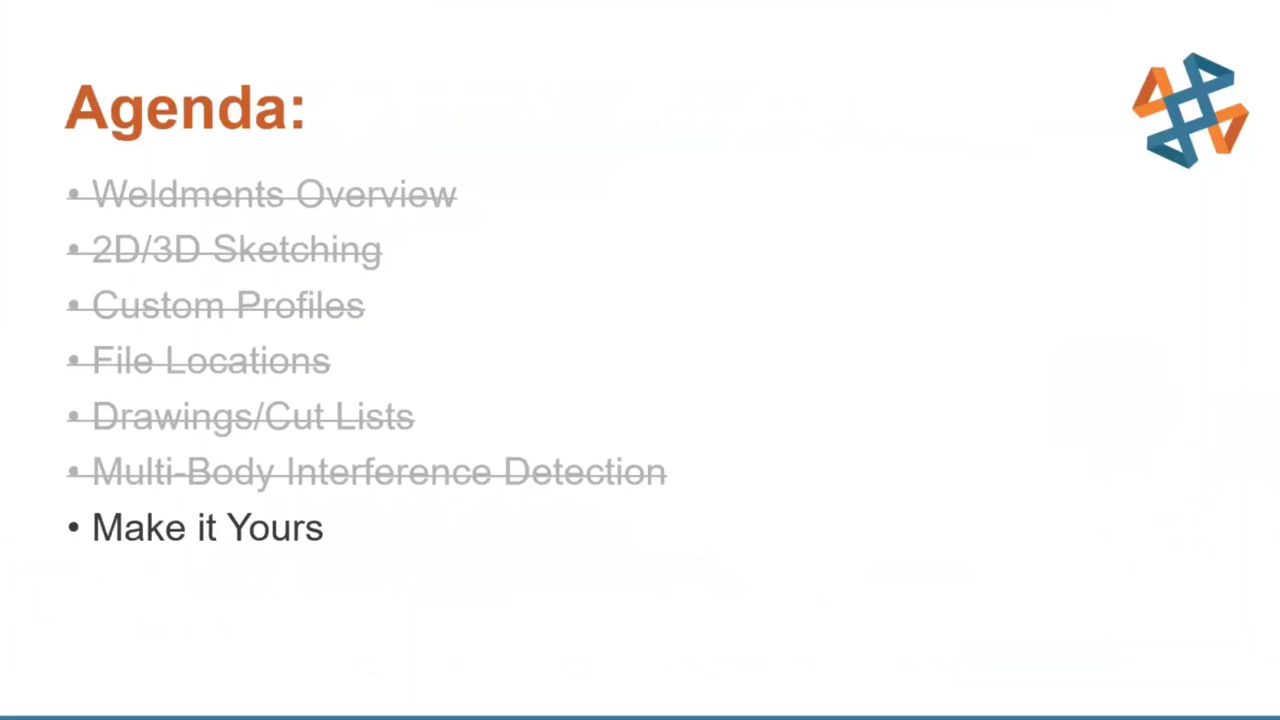 Agenda:
• Weldments Overview
• 2D/3D Sketching
• Custom Profiles
• File Locations
• Drawings/Cut Lists
• Multi-Body Interference Detection
• Make it Yours